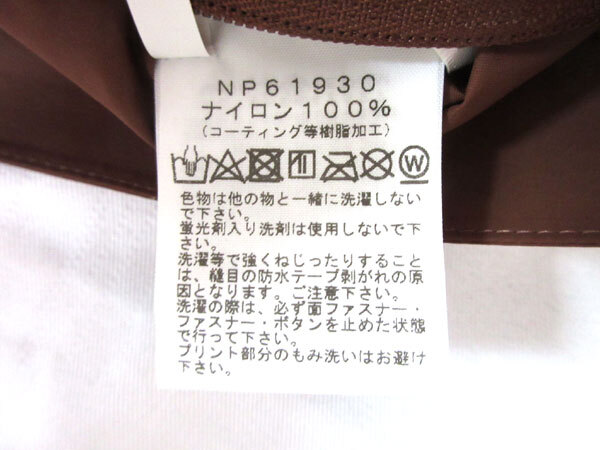 NP61930
ナイロン100%
(コーティング等樹脂加工)
W
色物は他の物と一緒に洗濯しない
で下さい。
蛍光剤入り洗剤は使用しないで下
さい。
洗濯等で強くねじったりすること
は、縫目の防水テープ剥がれの原
因となります。ご注意下さい。
洗濯の際は、必ず面ファスナー・
ファスナー・ボタンを止めた状態
で行って下さい。
プリント部分のもみ洗いはお避け
下さい。